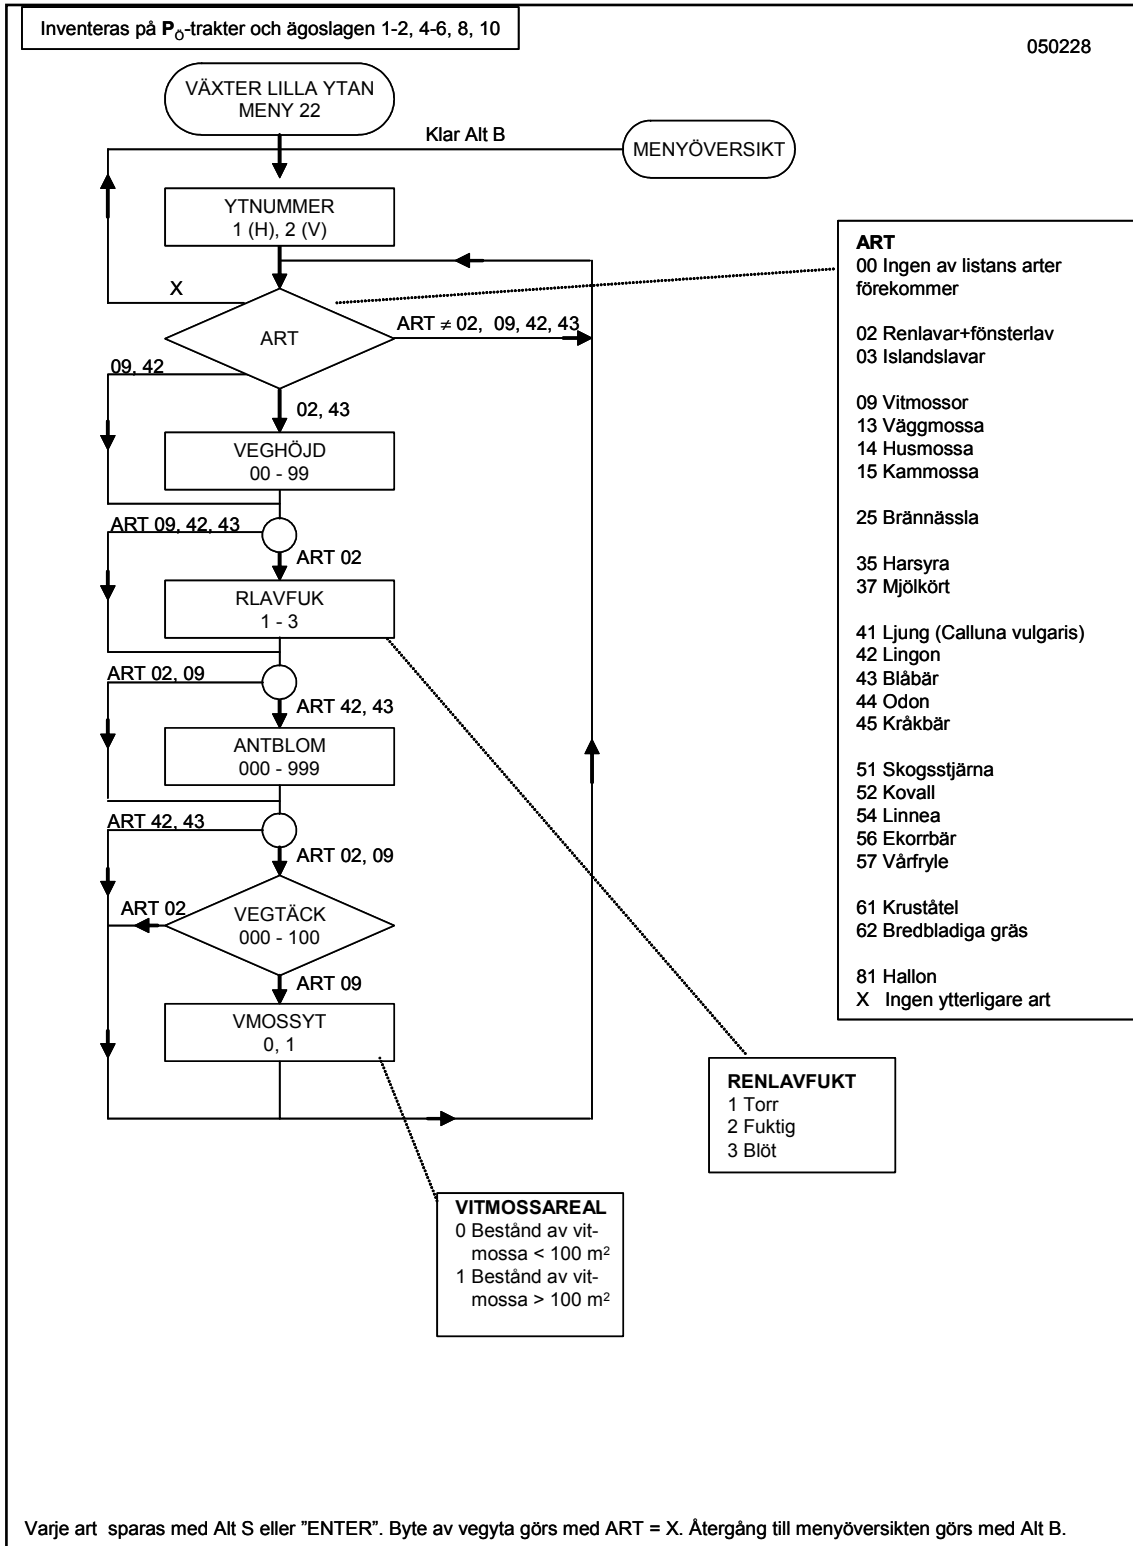 Inventeras på Pö-trakter och ägoslagen 1-2, 4-6, 8, 10
050228
VÄXTER LILLA YTAN
MENY 22
Klar Alt B
MENYÖVERSIKT
YTNUMMER
1 (H), 2 (V)
X
ART
ART ≠ 02, 09, 42, 43
09, 42
02, 43
VEGHÖJD
00 - 99
ART 09, 42, 43
ART 02
RLAVFUK
1 - 3
ART 02, 09
ART 42, 43
ANTBLOM
000 - 999
ART 42, 43
ART 02, 09
ART 02
VEGTÄCK
000 - 100
ART 09
VMOSSYT
0, 1
ART
00 Ingen av listans arter
förekommer
02 Renlavar+fönsterlav
03 Islandslavar
09 Vitmossor
13 Väggmossa
14 Husmossa
15 Kammossa
25 Brännässla
35 Harsyra
37 Mjölkört
41 Ljung (Calluna vulgaris)
42 Lingon
43 Blåbär
44 Odon
45 Kråkbär
51 Skogsstjärna
52 Kovall
54 Linnea
56 Ekorrbär
57 Vårfryle
61 Kruståtel
62 Bredbladiga gräs
81 Hallon
X Ingen ytterligare art
RENLAVFUKT
1 Torr
2 Fuktig
3 Blöt
VITMOSSAREAL
0 Bestånd av vit-
mossa < 100 m²
1 Bestånd av vit-
mossa > 100 m²
Varje art sparas med Alt S eller ”ENTER”. Byte av vegyta görs med ART = X. Återgång till menyöversikten görs med Alt B.